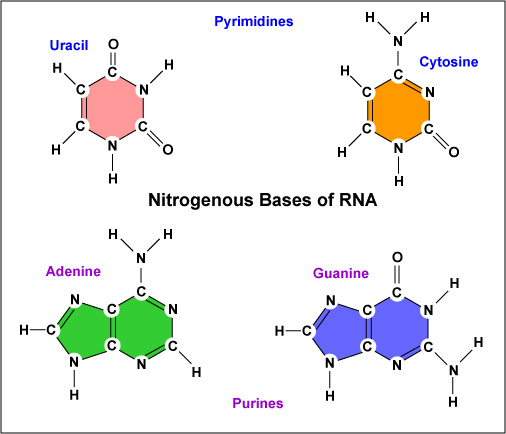 Pyrimidines
Uracil
O
H C H
C N
C C
H N O
H
Cytosine
H H
N
H C
C N
C C
H N O
H
Nitrogenous Bases of RNA
Adenine
H H
N
N C
C N
H C
C C
N N H
H
Guanine
O
H
N C
C N
H C
C C H
N N N
H H
Purines